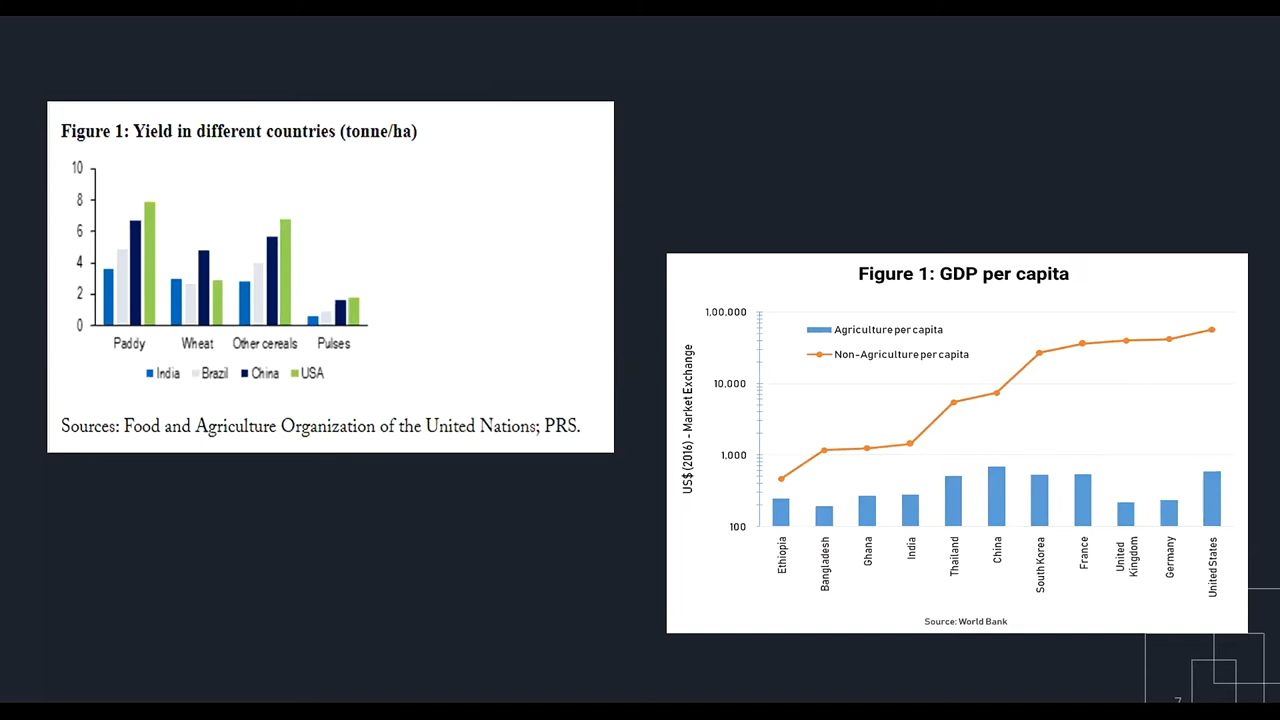 Figure 1: Yield in different countries (tonne/ha)
10
8
6
4
2
0
Paddy Wheat Other cereals Pulses
India Brazil China USA
Sources: Food and Agriculture Organization of the United Nations; PRS.
Figure 1: GDP per capita
US$ (2016) - Market Exchange
1,00,000
10,000
1,000
100
Agriculture per capita
Non-Agriculture per capita
Ethiopia
Bangladesh
Ghana
India
Thailand
China
South Korea
France
United
Kingdom
Germany
United States
Source: World Bank
7